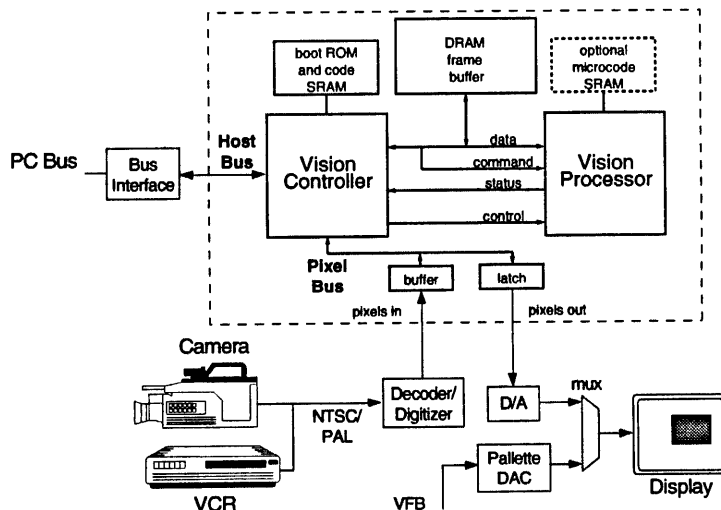 boot ROM
and code
SRAM
DRAM
frame
buffer
optional
microcode
SRAM
Host
Bus
PC Bus
Bus
Interface
Vision
Controller
data
command
status
control
Vision
Processor
Pixel
Bus
buffer
latch
pixels in
pixels out
Camera
NTSC/
PAL
Decoder/
Digitizer
D/A
mux
VCR
VFB
Pallette
DAC
Display